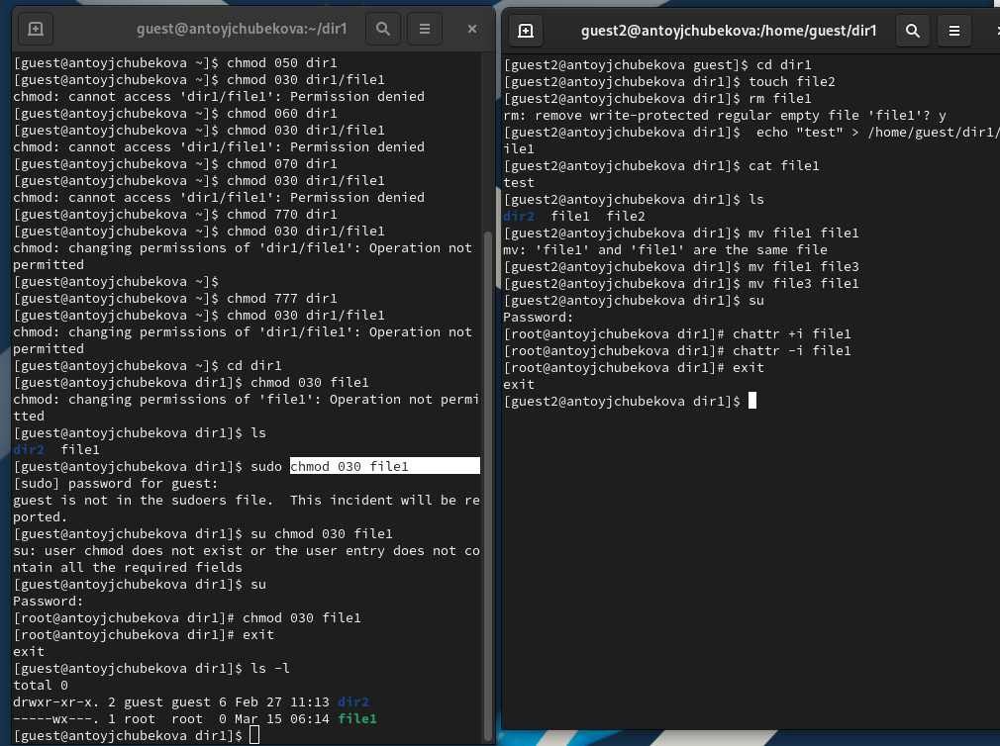 guest@antoyjchubekova:~/dir1
[guest@antoyjchubekova ~]$ chmod 050 dir1
[guest@antoyjchubekova ~]$ chmod 030 dir1/file1
chmod: cannot access 'dir1/file1': Permission denied
[guest@antoyjchubekova ~]$ chmod 060 dir1
[guest@antoyjchubekova ~]$ chmod 030 dir1/file1
chmod: cannot access 'dir1/file1': Permission denied
[guest@antoyjchubekova ~]$ chmod 070 dir1
[guest@antoyjchubekova ~]$ chmod 030 dir1/file1
chmod: cannot access 'dir1/file1': Permission denied
[guest@antoyjchubekova ~]$ chmod 770 dir1
[guest@antoyjchubekova ~]$ chmod 030 dir1/file1
chmod: changing permissions of 'dir1/file1': Operation not
permitted
[guest@antoyjchubekova ~]$
[guest@antoyjchubekova ~]$ chmod 777 dir1
[guest@antoyjchubekova ~]$ chmod 030 dir1/file1
chmod: changing permissions of 'dir1/file1': Operation not
permitted
[guest@antoyjchubekova ~]$ cd dir1
[guest@antoyjchubekova dir1]$ chmod 030 file1
chmod: changing permissions of 'file1': Operation not permi
tted
[guest@antoyjchubekova dir1]$ ls
dir2  file1
[guest@antoyjchubekova dir1]$ sudo chmod 030 file1
[sudo] password for guest:
guest is not in the sudoers file.  This incident will be re
ported.
[guest@antoyjchubekova dir1]$ su chmod 030 file1
su: user chmod does not exist or the user entry does not co
ntain all the required fields
[guest@antoyjchubekova dir1]$ su
Password:
[root@antoyjchubekova dir1]# chmod 030 file1
[root@antoyjchubekova dir1]# exit
exit
[guest@antoyjchubekova dir1]$ ls -l
total 0
drwxr-xr-x. 2 guest guest 6 Feb 27 11:13 dir2
-----wx---. 1 root  root  0 Mar 15 06:14 file1
[guest@antoyjchubekova dir1]$
guest2@antoyjchubekova:/home/guest/dir1
[guest2@antoyjchubekova guest]$ cd dir1
[guest2@antoyjchubekova dir1]$ touch file2
[guest2@antoyjchubekova dir1]$ rm file1
rm: remove write-protected regular empty file 'file1'? y
[guest2@antoyjchubekova dir1]$  echo "test" > /home/guest/dir1/
ile1
[guest2@antoyjchubekova dir1]$ cat file1
test
[guest2@antoyjchubekova dir1]$ ls
dir2  file1  file2
[guest2@antoyjchubekova dir1]$ mv file1 file1
mv: 'file1' and 'file1' are the same file
[guest2@antoyjchubekova dir1]$ mv file1 file3
[guest2@antoyjchubekova dir1]$ mv file3 file1
[guest2@antoyjchubekova dir1]$ su
Password:
[root@antoyjchubekova dir1]# chattr +i file1
[root@antoyjchubekova dir1]# chattr -i file1
[root@antoyjchubekova dir1]# exit
exit
[guest2@antoyjchubekova dir1]$